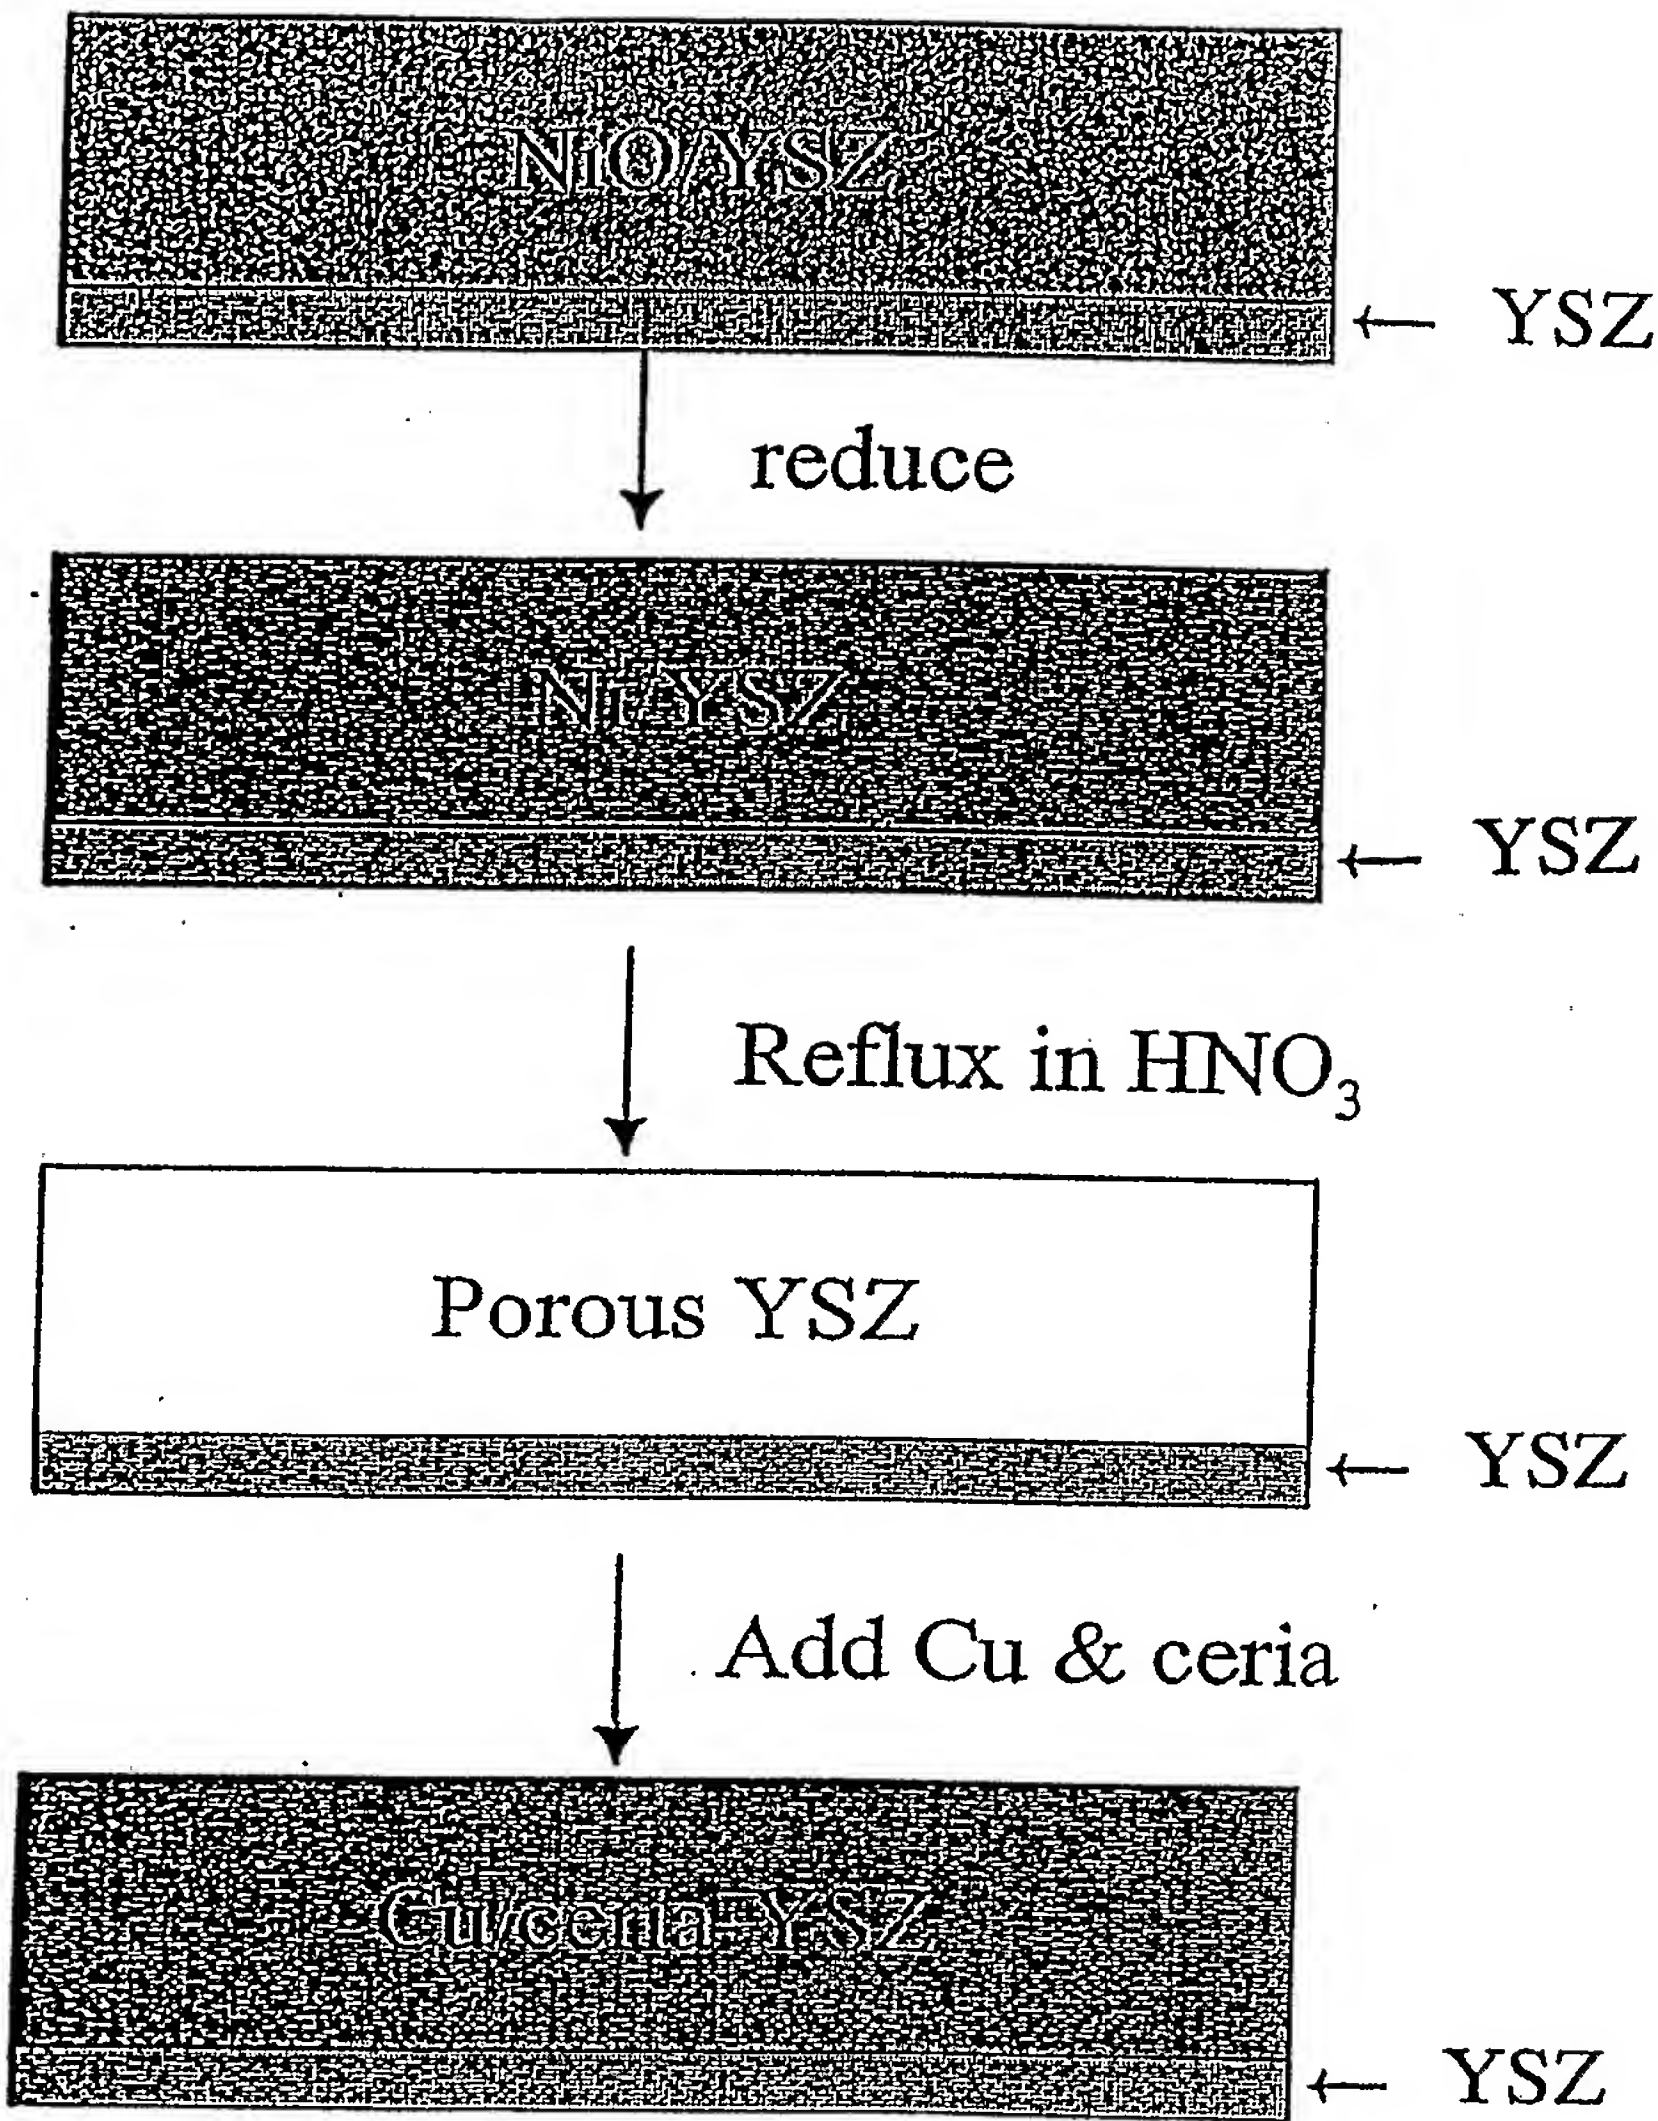 NiO/YSZ
← YSZ
reduce
Ni/YSZ
← YSZ
Reflux in HNO₃
Porous YSZ
← YSZ
Add Cu & ceria
Cu/ceria-YSZ
← YSZ